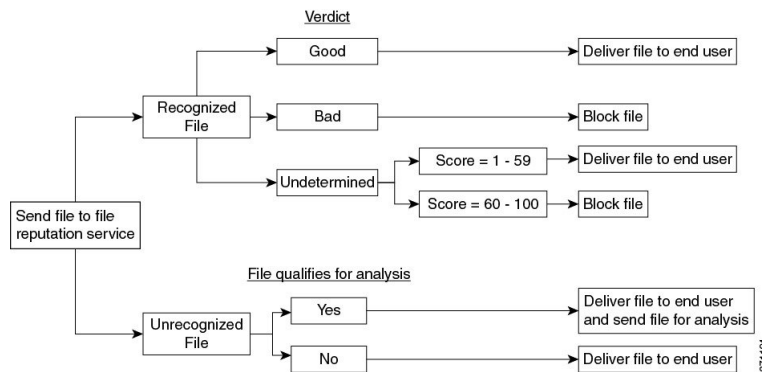 Verdict
Good
Deliver file to end user
Recognized
File
Bad
Block file
Undetermined
Score = 1 - 59
Deliver file to end user
Score = 60 - 100
Block file
Send file to file
reputation service
File qualifies for analysis
Yes
Deliver file to end user
and send file for analysis
Unrecognized
File
No
Deliver file to end user